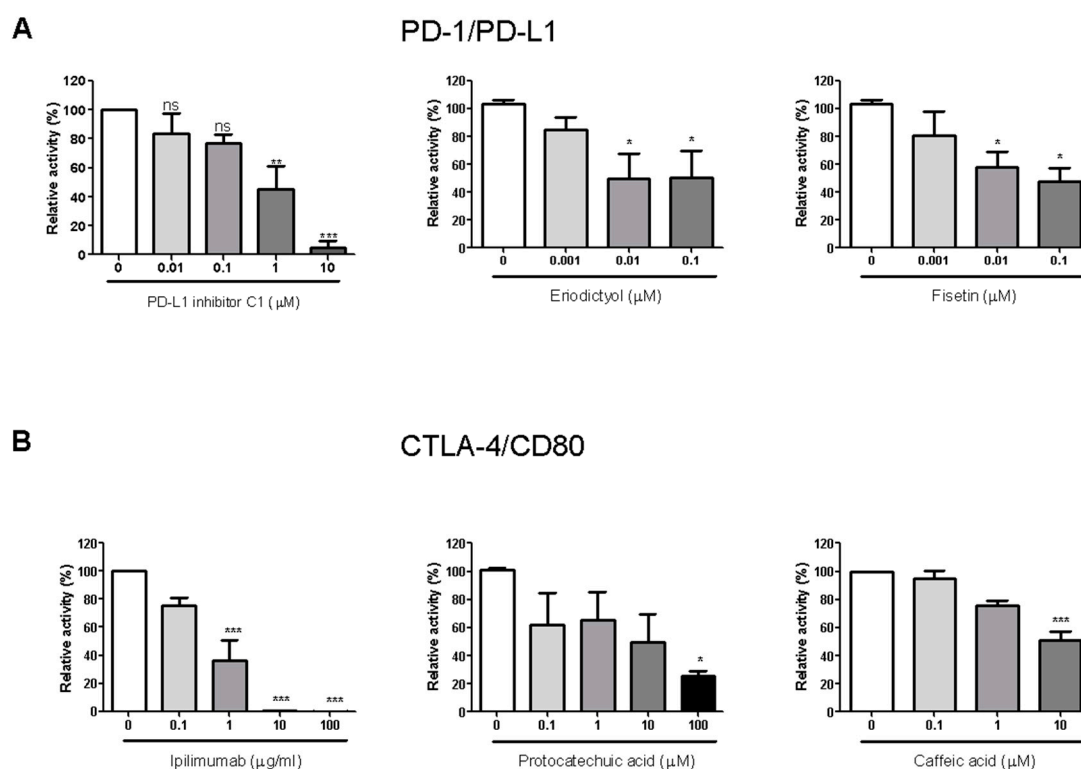 A
PD-1/PD-L1
Relative activity (%)
120
100
80
60
40
20
0
ns
ns
**
***
0 0.01 0.1 1 10
PD-L1 inhibitor C1 (μM)
Relative activity (%)
120
100
80
60
40
20
0
*
*
0 0.001 0.01 0.1
Eriodictyol (μM)
Relative activity (%)
120
100
80
60
40
20
0
*
*
0 0.001 0.01 0.1
Fisetin (μM)
B
CTLA-4/CD80
Relative activity (%)
120
100
80
60
40
20
0
***
***
***
0 0.1 1 10 100
Ipilimumab (μg/ml)
Relative activity (%)
120
100
80
60
40
20
0
*
0 0.1 1 10 100
Protocatechuic acid (μM)
Relative activity (%)
120
100
80
60
40
20
0
***
0 0.1 1 10
Caffeic acid (μM)